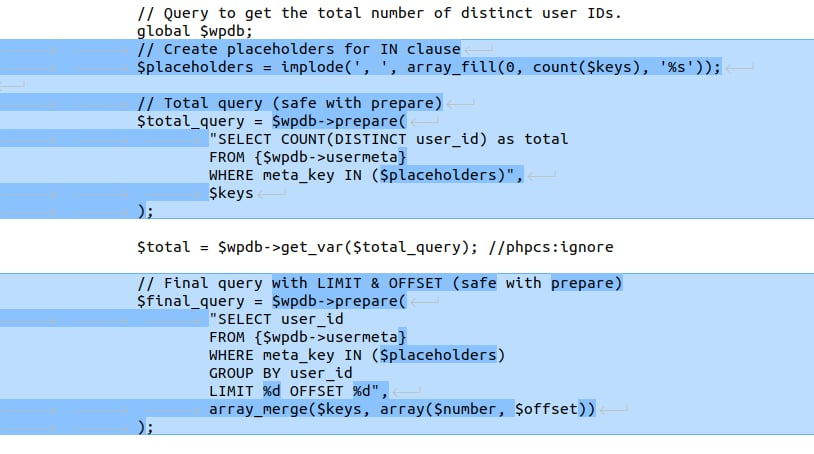 // Query to get the total number of distinct user IDs.
global $wpdb;
// Create placeholders for IN clause
$placeholders = implode(', ', array_fill(0, count($keys), '%s'));
// Total query (safe with prepare)
$total_query = $wpdb->prepare(
"SELECT COUNT(DISTINCT user_id) as total
FROM {$wpdb->usermeta}
WHERE meta_key IN ($placeholders)",
$keys
);
$total = $wpdb->get_var($total_query); //phpcs:ignore
// Final query with LIMIT & OFFSET (safe with prepare)
$final_query = $wpdb->prepare(
"SELECT user_id
FROM {$wpdb->usermeta}
WHERE meta_key IN ($placeholders)
GROUP BY user_id
LIMIT %d OFFSET %d",
array_merge($keys, array($number, $offset))
);